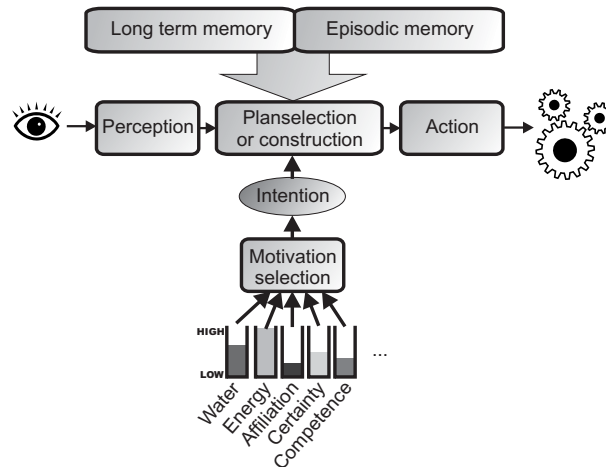 Long term memory
Episodic memory
Perception
Planselection
or construction
Action
Intention
Motivation
selection
HIGH
LOW
...
Water
Energy
Affiliation
Certainty
Competence